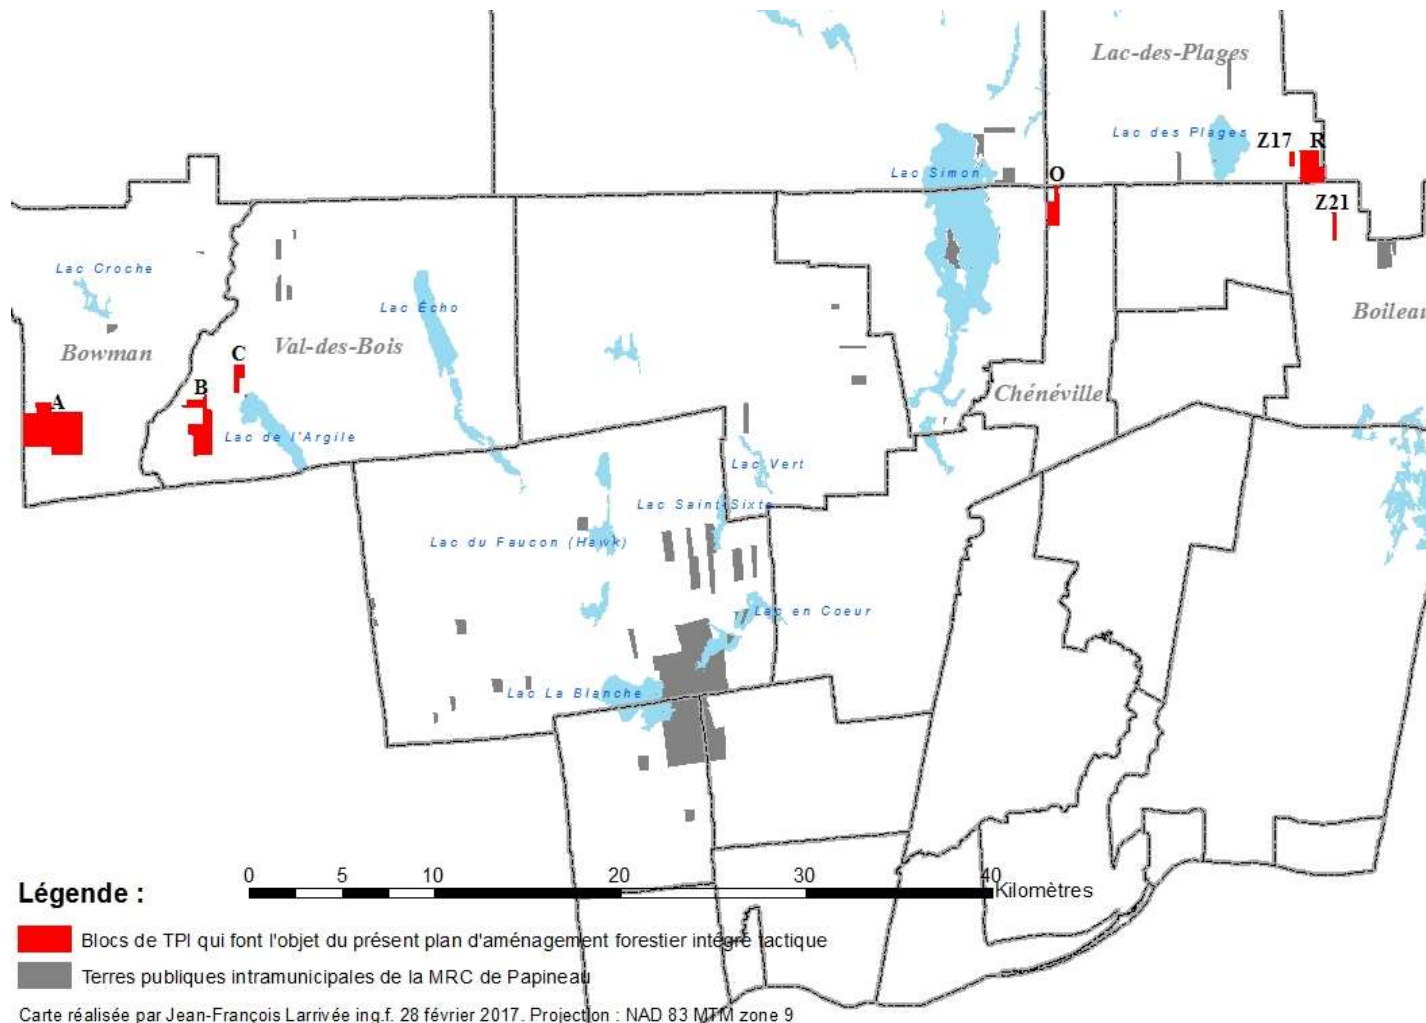 Lac-des-Plages
Lac des Plages
Z17
R
Lac Simon
O
Z21
Lac Croche
Lac Écho
Boileau
Val-des-Bois
Bowman
C
B
A
Chénéville
Lac de l'Argile
Lac Vert
Lac Saint-Sixte
Lac du Faucon (Hawk)
Lac en Coeur
Lac La Blanche
0 5 10 20 30 40
Kilomètres
Légende :
Blocs de TPI qui font l'objet du présent plan d'aménagement forestier intégré tactique
Terres publiques intramunicipales de la MRC de Papineau
Carte réalisée par Jean-François Larrivée ing.f. 28 février 2017. Projection : NAD 83 MTM zone 9